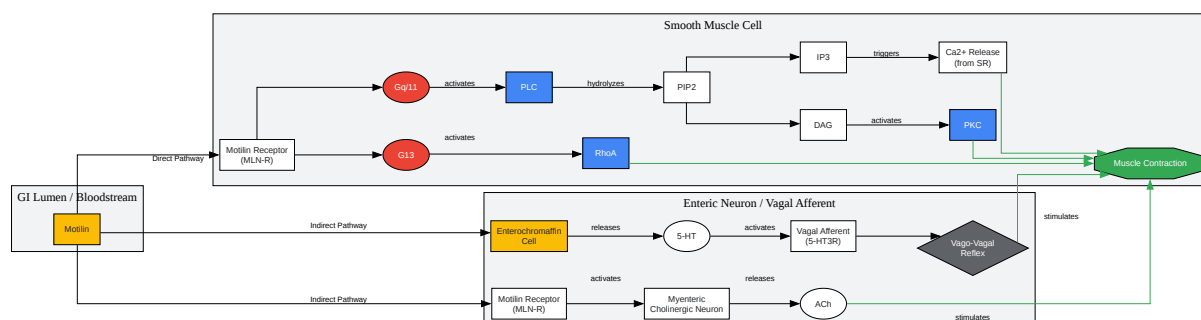 Smooth Muscle Cell
IP3
triggers
Ca2+ Release
(from SR)
Gq/11
activates
PLC
hydrolyzes
PIP2
DAG
activates
PKC
Motilin Receptor
(MLN-R)
G13
activates
RhoA
Muscle Contraction
Direct Pathway
GI Lumen / Bloodstream
Motilin
Enteric Neuron / Vagal Afferent
Indirect Pathway
Enterochromaffin
Cell
releases
5-HT
activates
Vagal Afferent
(5-HT3R)
Vago-Vagal
Reflex
stimulates
Indirect Pathway
Motilin Receptor
(MLN-R)
activates
Myenteric
Cholinergic Neuron
releases
ACh
stimulates